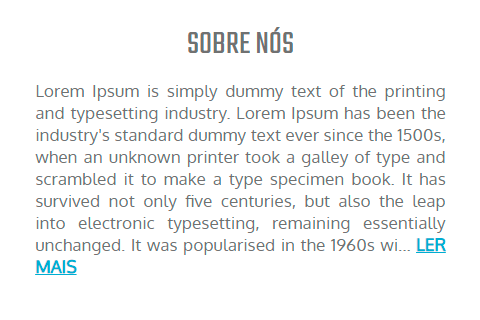 SOBRE NÓS
Lorem Ipsum is simply dummy text of the printing
and typesetting industry. Lorem Ipsum has been the
industry's standard dummy text ever since the 1500s,
when an unknown printer took a galley of type and
scrambled it to make a type specimen book. It has
survived not only five centuries, but also the leap
into electronic typesetting, remaining essentially
unchanged. It was popularised in the 1960s wi... LER
MAIS